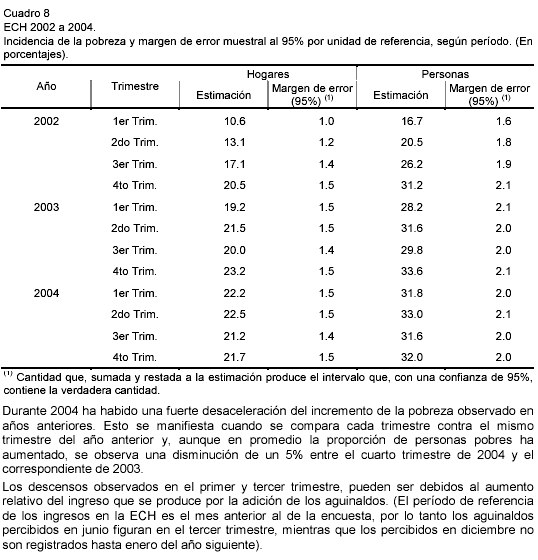 Cuadro 8
ECH 2002 a 2004.
Incidencia de la pobreza y margen de error muestral al 95% por unidad de referencia, según período. (En
porcentajes).
Hogares Personas
Año Trimestre Estimación Margen de error (95%) (1) Estimación Margen de error (95%) (1)
2002 1er Trim. 10.6 1.0 16.7 1.6
2do Trim. 13.1 1.2 20.5 1.8
3er Trim. 17.1 1.4 26.2 1.9
4to Trim. 20.5 1.5 31.2 2.1
2003 1er Trim. 19.2 1.5 28.2 2.1
2do Trim. 21.5 1.5 31.6 2.0
3er Trim. 20.0 1.4 29.8 2.0
4to Trim. 23.2 1.5 33.6 2.1
2004 1er Trim. 22.2 1.5 31.8 2.0
2do Trim. 22.5 1.5 33.0 2.1
3er Trim. 21.2 1.4 31.6 2.0
4to Trim. 21.7 1.5 32.0 2.0
(1) Cantidad que, sumada y restada a la estimación produce el intervalo que, con una confianza de 95%,
contiene la verdadera cantidad.
Durante 2004 ha habido una fuerte desaceleración del incremento de la pobreza observado en
años anteriores. Esto se manifiesta cuando se compara cada trimestre contra el mismo
trimestre del año anterior y, aunque en promedio la proporción de personas pobres ha
aumentado, se observa una disminución de un 5% entre el cuarto trimestre de 2004 y el
correspondiente de 2003.
Los descensos observados en el primer y tercer trimestre, pueden ser debidos al aumento
relativo del ingreso que se produce por la adición de los aguinaldos. (El período de referencia
de los ingresos en la ECH es el mes anterior al de la encuesta, por lo tanto los aguinaldos
percibidos en junio figuran en el tercer trimestre, mientras que los percibidos en diciembre no
son registrados hasta enero del año siguiente).